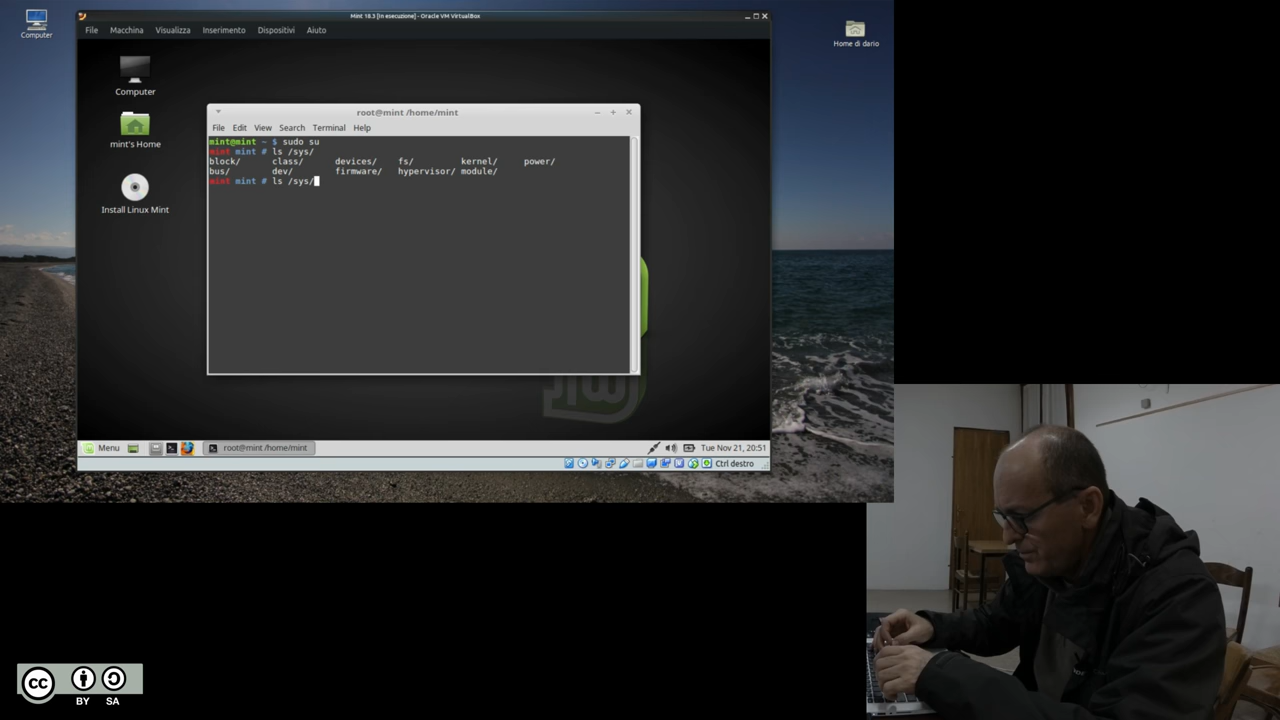 Computer
Home di dario
Mint 18.3 [In esecuzione] - Oracle VM VirtualBox
File Macchina Visualizza Inserimento Dispositivi Aiuto
Computer
mint's Home
Install Linux Mint
root@mint /home/mint
File Edit View Search Terminal Help
mint@mint ~ $ sudo su
mint mint # ls /sys/
block/ class/ devices/ fs/ kernel/ power/
bus/ dev/ firmware/ hypervisor/ module/
mint mint # ls /sys/
Menu
root@mint /home/mint
Tue Nov 21, 20:51
Ctrl destro
cc
BY SA